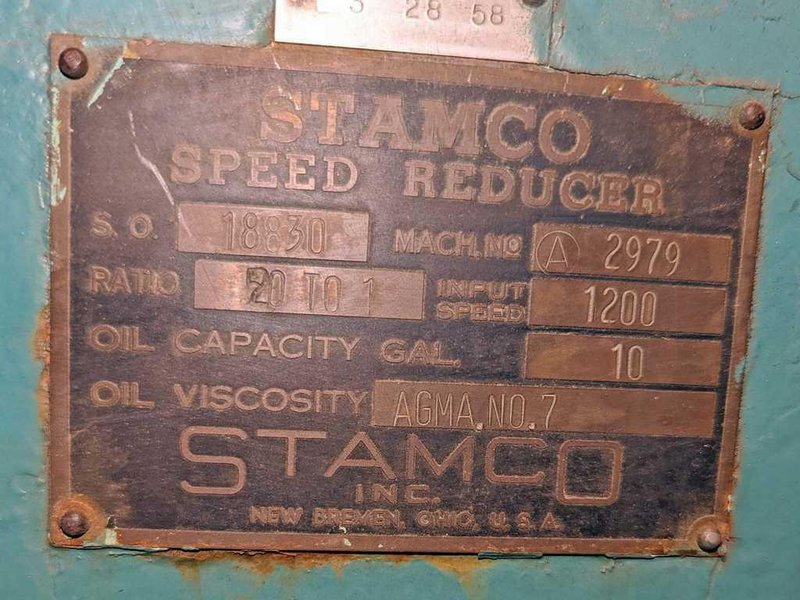 3 28 58
STAMCO
SPEED REDUCER
S.O. 18830 MACH. NO A 2979
RATIO 20 TO 1 INPUT SPEED 1200
OIL CAPACITY GAL. 10
OIL VISCOSITY AGMA. NO. 7
STAMCO
INC.
NEW BREMEN, OHIO, U.S.A.